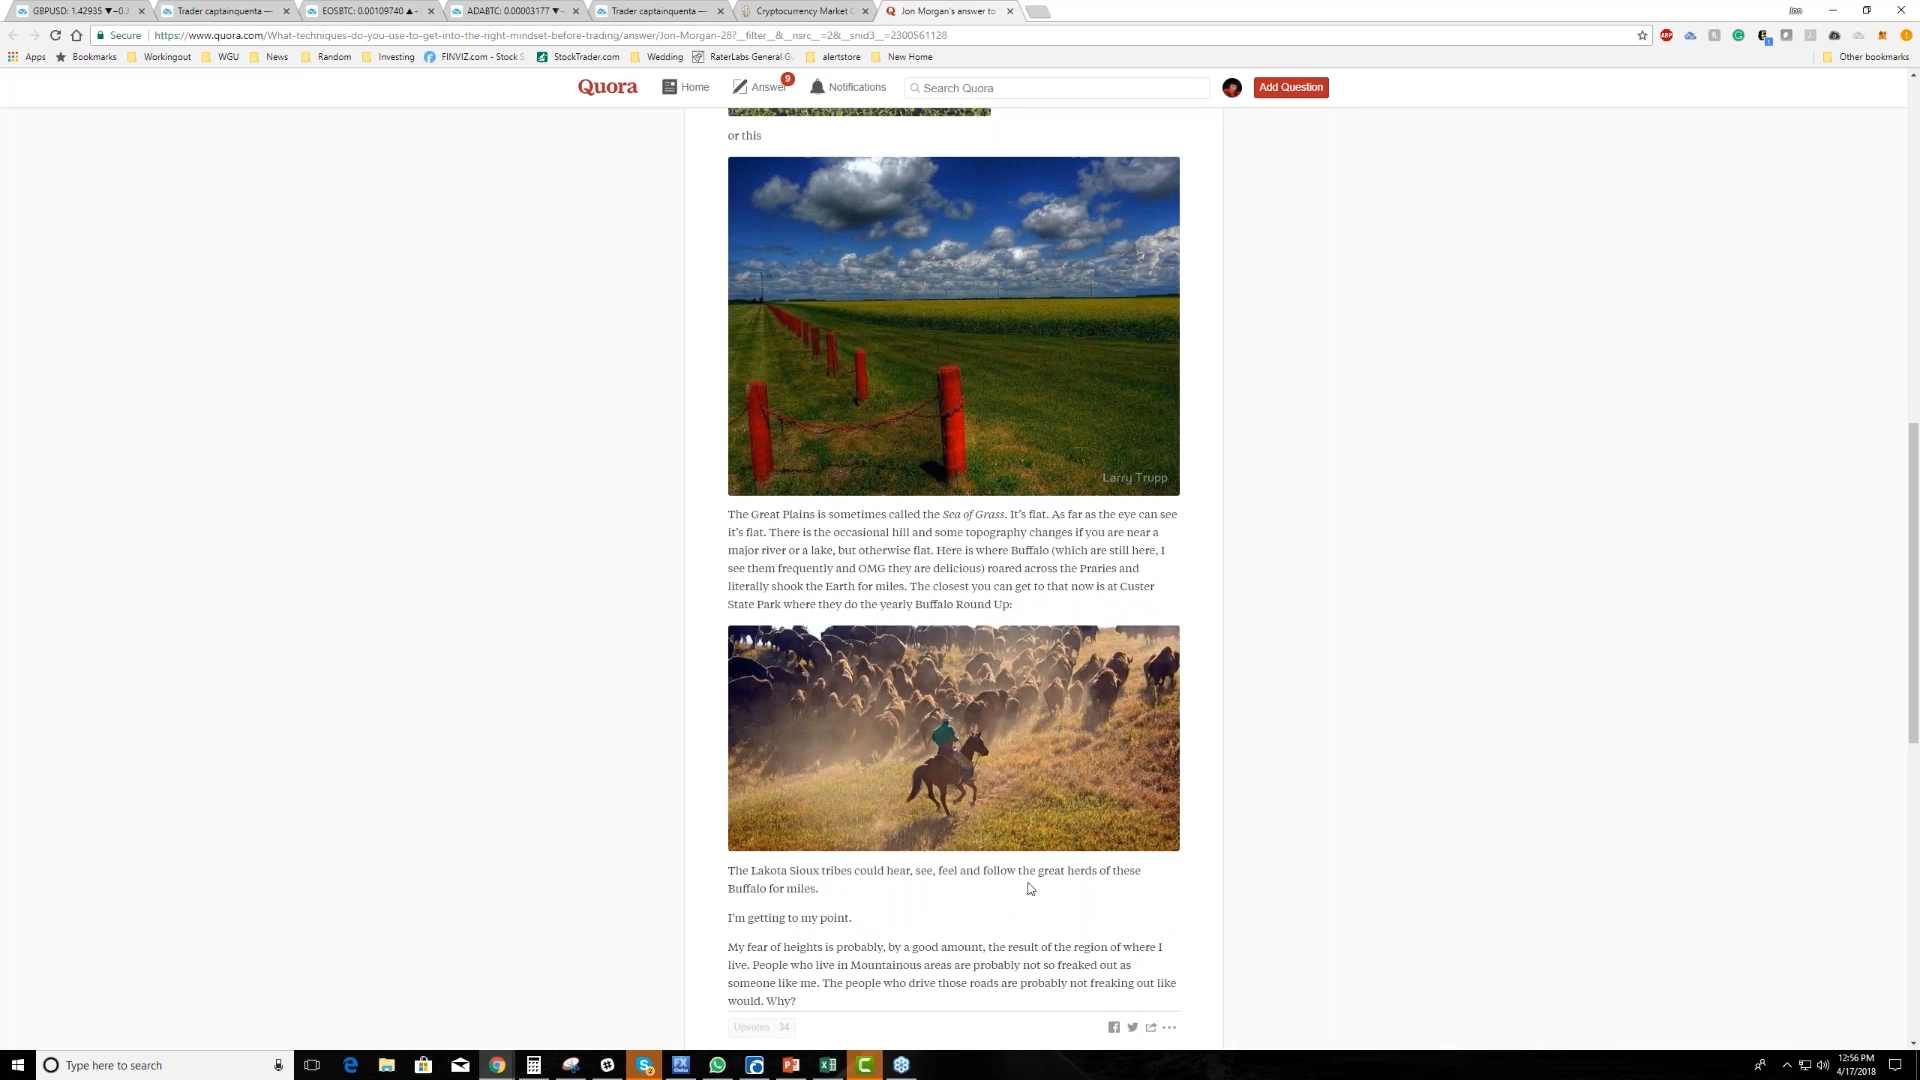 GBPUSD: 1.42935 ▼−0.3
Trader captainquenta —
EOSBTC: 0.00109740 ▲+
ADABTC: 0.00003177 ▼−
Trader captainquenta —
Cryptocurrency Market C
Jon Morgan's answer to
Jon
Secure https://www.quora.com/What-techniques-do-you-use-to-get-into-the-right-mindset-before-trading/answer/Jon-Morgan-28?__filter__&__nsrc__=2&__snid3__=2300561128
Apps Bookmarks Workingout WGU News Random Investing FINVIZ.com - Stock S StockTrader.com Wedding RaterLabs General Gu alertstore New Home Other bookmarks
Quora Home Answer 9 Notifications Search Quora Add Question
or this
Larry Trupp
The Great Plains is sometimes called the Sea of Grass. It's flat. As far as the eye can see
it's flat. There is the occasional hill and some topography changes if you are near a
major river or a lake, but otherwise flat. Here is where Buffalo (which are still here, I
see them frequently and OMG they are delicious) roared across the Praries and
literally shook the Earth for miles. The closest you can get to that now is at Custer
State Park where they do the yearly Buffalo Round Up:
The Lakota Sioux tribes could hear, see, feel and follow the great herds of these
Buffalo for miles.
I'm getting to my point.
My fear of heights is probably, by a good amount, the result of the region of where I
live. People who live in Mountainous areas are probably not so freaked out as
someone like me. The people who drive those roads are probably not freaking out like
would. Why?
Upvotes 34
Type here to search
12:56 PM
4/17/2018